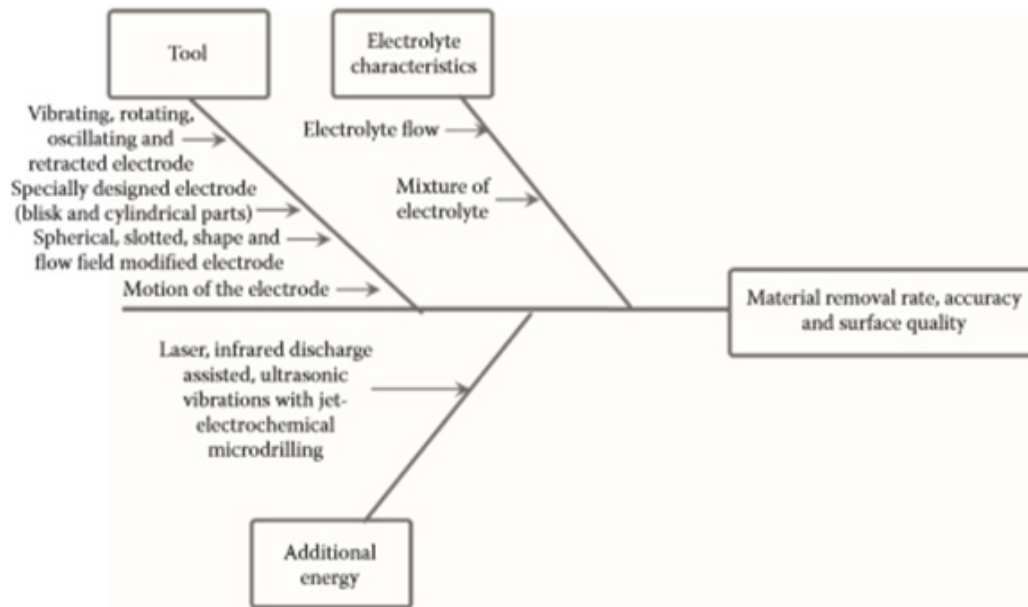 Tool
Electrolyte
characteristics
Vibrating, rotating,
oscillating and
retracted electrode
Specially designed electrode
(blisk and cylindrical parts)
Spherical, slotted, shape and
flow field modified electrode
Motion of the electrode
Electrolyte flow
Mixture of
electrolyte
Material removal rate, accuracy
and surface quality
Laser, infrared discharge
assisted, ultrasonic
vibrations with jet-
electrochemical
microdrilling
Additional
energy